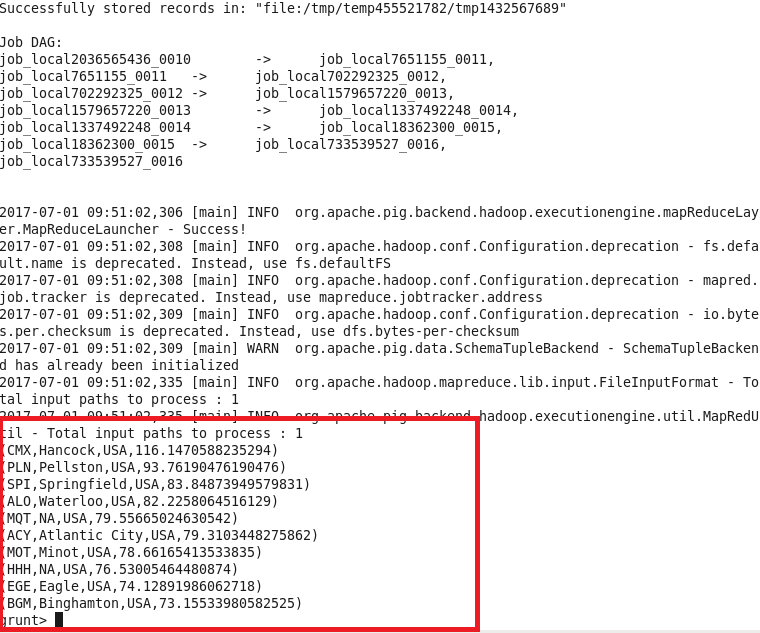 Successfully stored records in: "file:/tmp/temp455521782/tmp1432567689"
Job DAG:
job_local2036565436_0010 -> job_local7651155_0011,
job_local7651155_0011 -> job_local702292325_0012,
job_local702292325_0012 -> job_local1579657220_0013,
job_local1579657220_0013 -> job_local1337492248_0014,
job_local1337492248_0014 -> job_local18362300_0015,
job_local18362300_0015 -> job_local733539527_0016,
job_local733539527_0016
2017-07-01 09:51:02,306 [main] INFO org.apache.pig.backend.hadoop.executionengine.mapReduceLay
er.MapReduceLauncher - Success!
2017-07-01 09:51:02,308 [main] INFO org.apache.hadoop.conf.Configuration.deprecation - fs.defa
ult.name is deprecated. Instead, use fs.defaultFS
2017-07-01 09:51:02,308 [main] INFO org.apache.hadoop.conf.Configuration.deprecation - mapred.
job.tracker is deprecated. Instead, use mapreduce.jobtracker.address
2017-07-01 09:51:02,309 [main] INFO org.apache.hadoop.conf.Configuration.deprecation - io.byte
s.per.checksum is deprecated. Instead, use dfs.bytes-per-checksum
2017-07-01 09:51:02,309 [main] WARN org.apache.pig.data.SchemaTupleBackend - SchemaTupleBacken
d has already been initialized
2017-07-01 09:51:02,335 [main] INFO org.apache.hadoop.mapreduce.lib.input.FileInputFormat - To
tal input paths to process : 1
2017-07-01 09:51:02,335 [main] INFO org.apache.pig.backend.hadoop.executionengine.util.MapRedU
til - Total input paths to process : 1
(CMX,Hancock,USA,116.1470588235294)
(PLN,Pellston,USA,93.76190476190476)
(SPI,Springfield,USA,83.84873949579831)
(ALO,Waterloo,USA,82.2258064516129)
(MQT,NA,USA,79.55665024630542)
(ACY,Atlantic City,USA,79.3103448275862)
(MOT,Minot,USA,78.66165413533835)
(HHH,NA,USA,76.53005464480874)
(EGE,Eagle,USA,74.12891986062718)
(BGM,Binghamton,USA,73.15533980582525)
grunt>